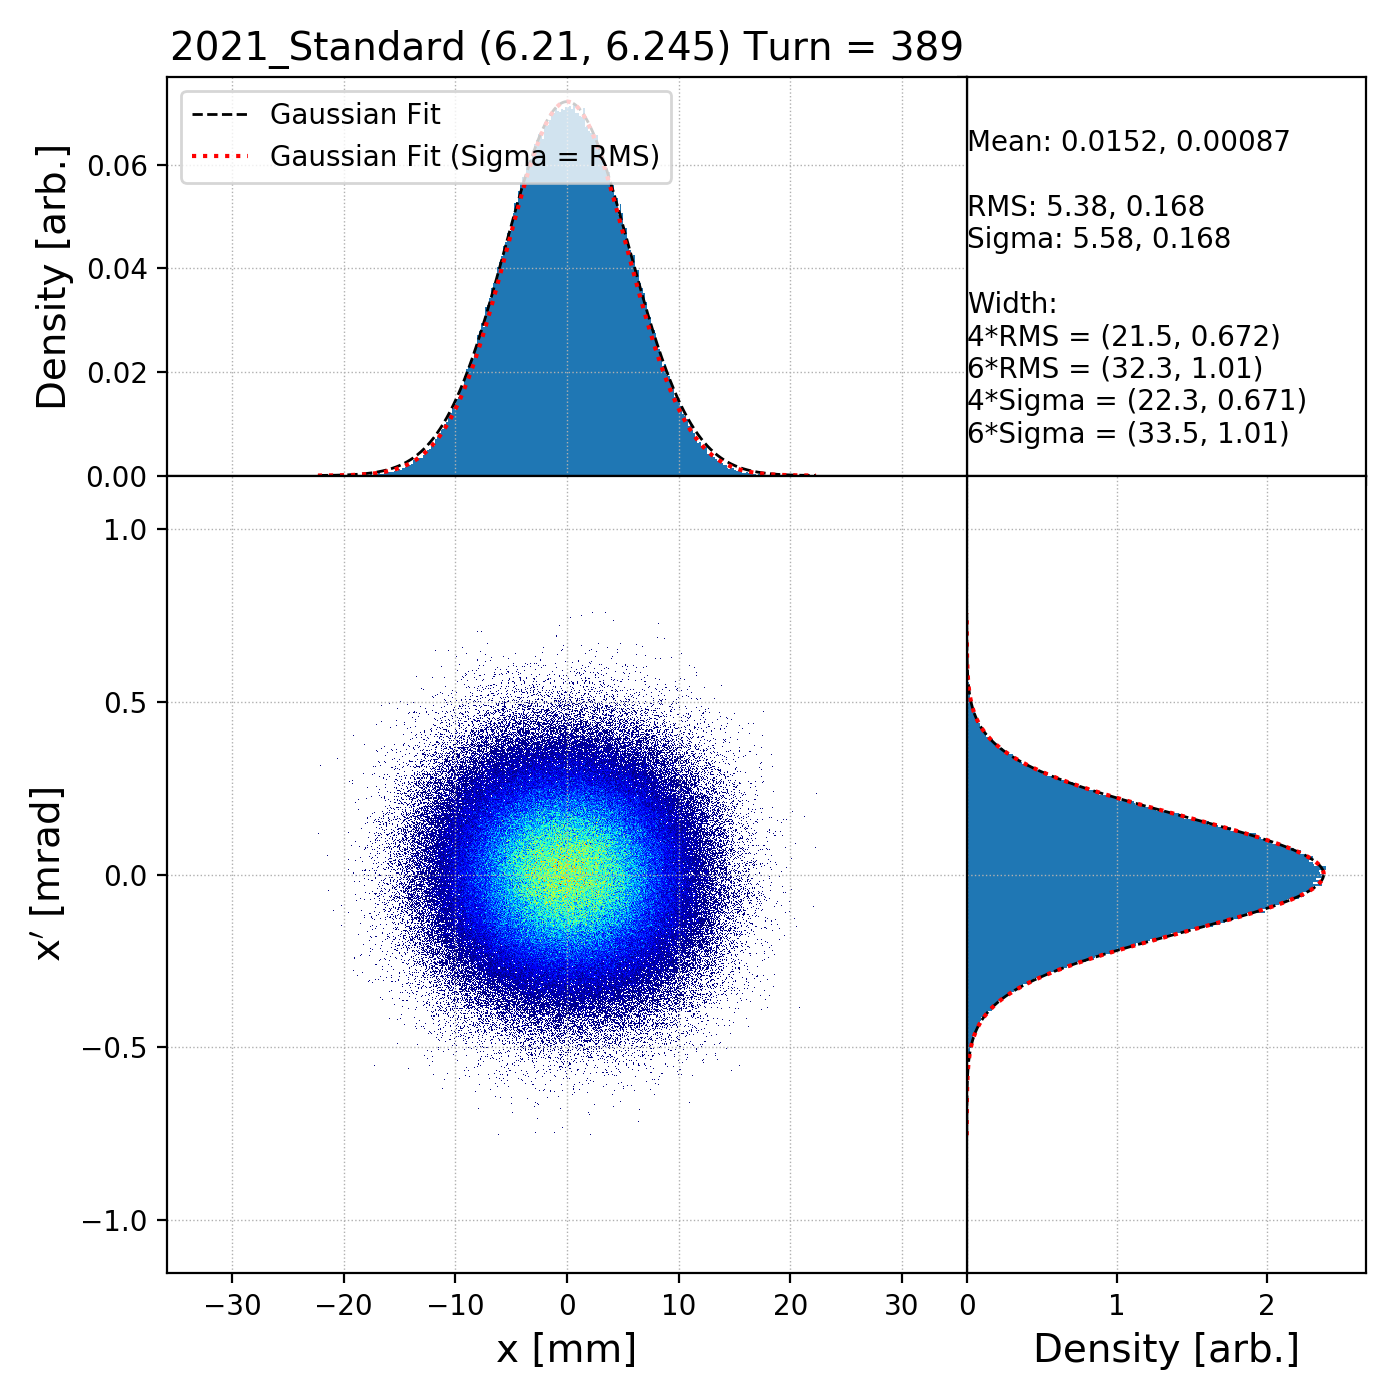 2021_Standard (6.21, 6.245) Turn = 389
Gaussian Fit
Gaussian Fit (Sigma = RMS)
Density [arb.]
0.06
0.04
0.02
0.00
Mean: 0.0152, 0.00087
RMS: 5.38, 0.168
Sigma: 5.58, 0.168
Width:
4*RMS = (21.5, 0.672)
6*RMS = (32.3, 1.01)
4*Sigma = (22.3, 0.671)
6*Sigma = (33.5, 1.01)
x′ [mrad]
1.0
0.5
0.0
−0.5
−1.0
−30 −20 −10 0 10 20 30
x [mm]
0 1 2
Density [arb.]